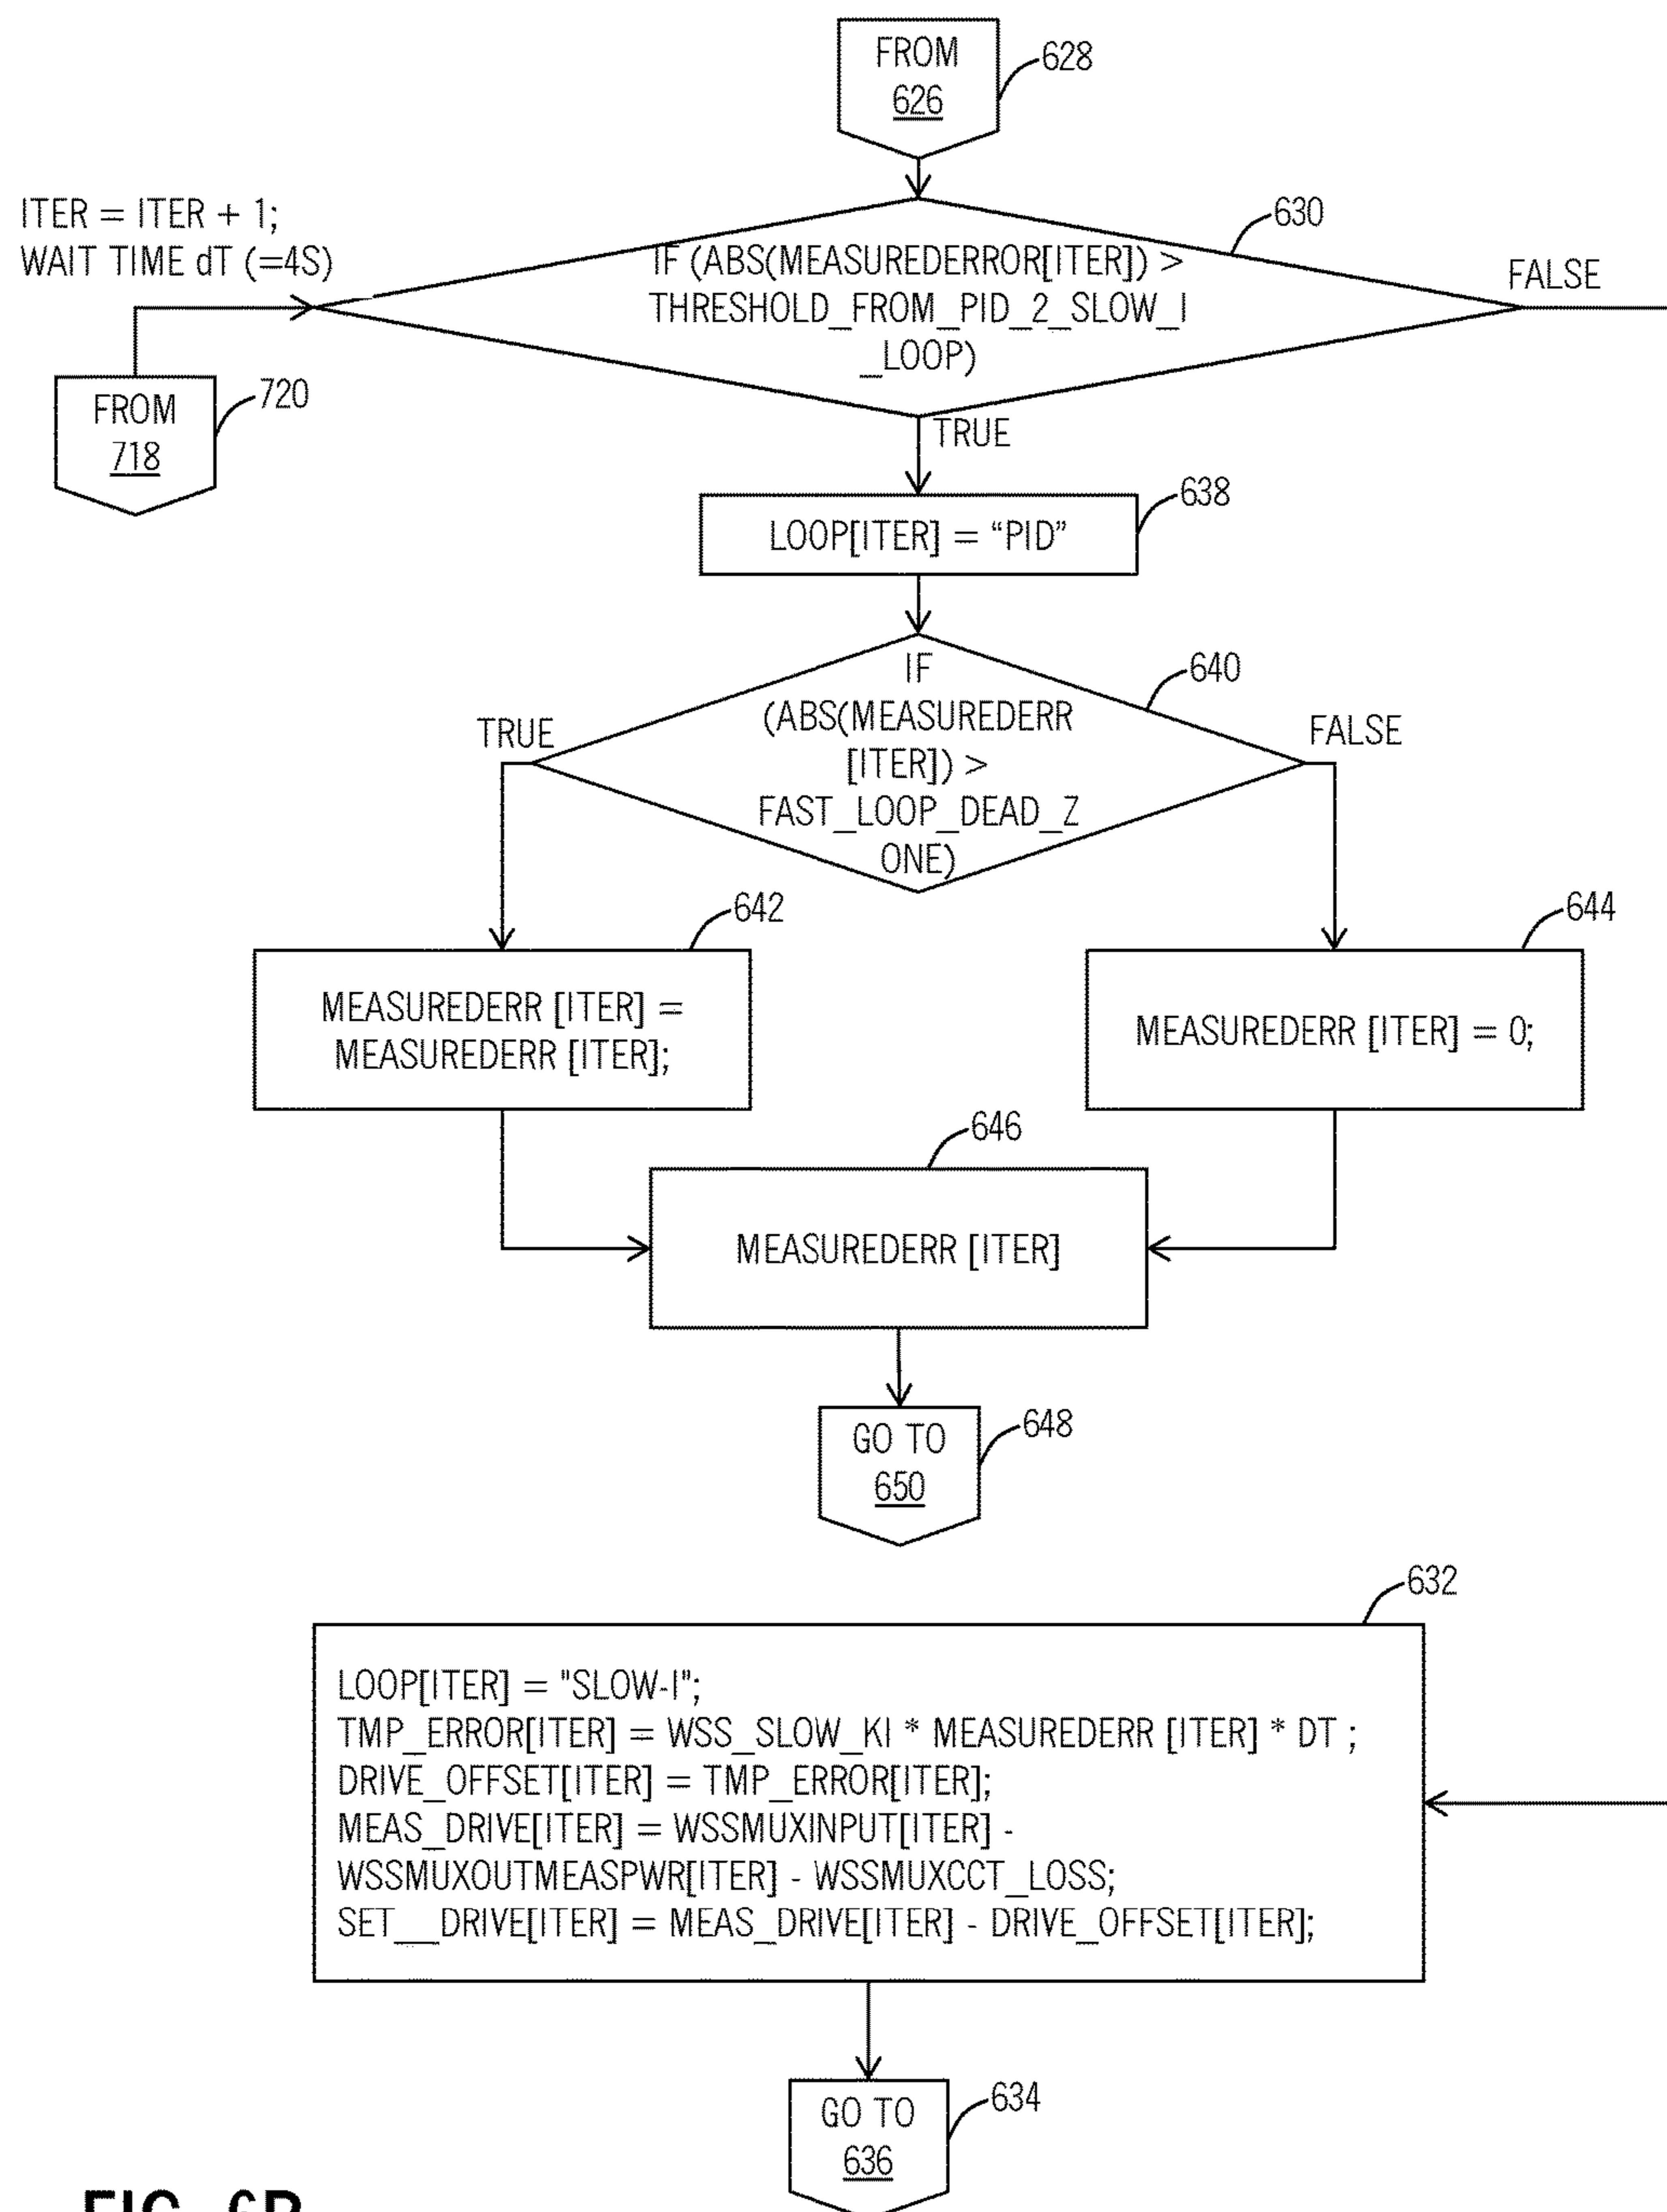 FROM
626
628
ITER = ITER + 1;
WAIT TIME dT (=4S)
630
IF (ABS(MEASUREDERROR[ITER]) >
THRESHOLD_FROM_PID_2_SLOW_I
_LOOP)
FALSE
FROM
718
720
TRUE
638
LOOP[ITER] = “PID”
640
IF
(ABS(MEASUREDERR
[ITER]) >
FAST_LOOP_DEAD_Z
ONE)
TRUE
FALSE
642
MEASUREDERR [ITER] =
MEASUREDERR [ITER];
644
MEASUREDERR [ITER] = 0;
646
MEASUREDERR [ITER]
GO TO
650
648
632
LOOP[ITER] = "SLOW-I";
TMP_ERROR[ITER] = WSS_SLOW_KI * MEASUREDERR [ITER] * DT ;
DRIVE_OFFSET[ITER] = TMP_ERROR[ITER];
MEAS_DRIVE[ITER] = WSSMUXINPUT[ITER] -
WSSMUXOUTMEASPWR[ITER] - WSSMUXCCT_LOSS;
SET__DRIVE[ITER] = MEAS_DRIVE[ITER] - DRIVE_OFFSET[ITER];
GO TO
636
634
FIG. 6B